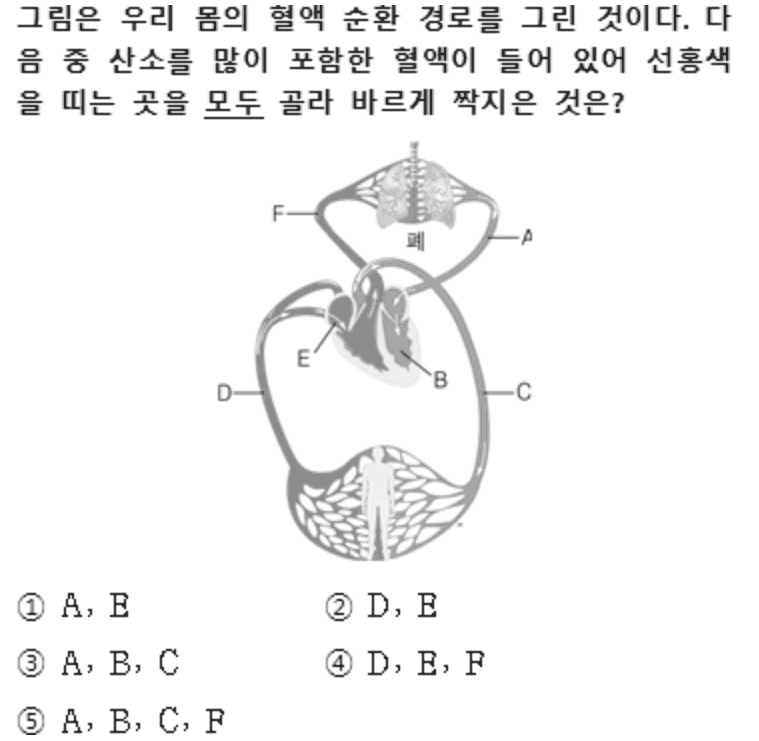 그림은 우리 몸의 혈액 순환 경로를 그린 것이다. 다
음 중 산소를 많이 포함한 혈액이 들어 있어 선홍색
을 띠는 곳을 모두 골라 바르게 짝지은 것은?
F
폐
A
E
B
D
C
① A, E
② D, E
③ A, B, C
④ D, E, F
⑤ A, B, C, F